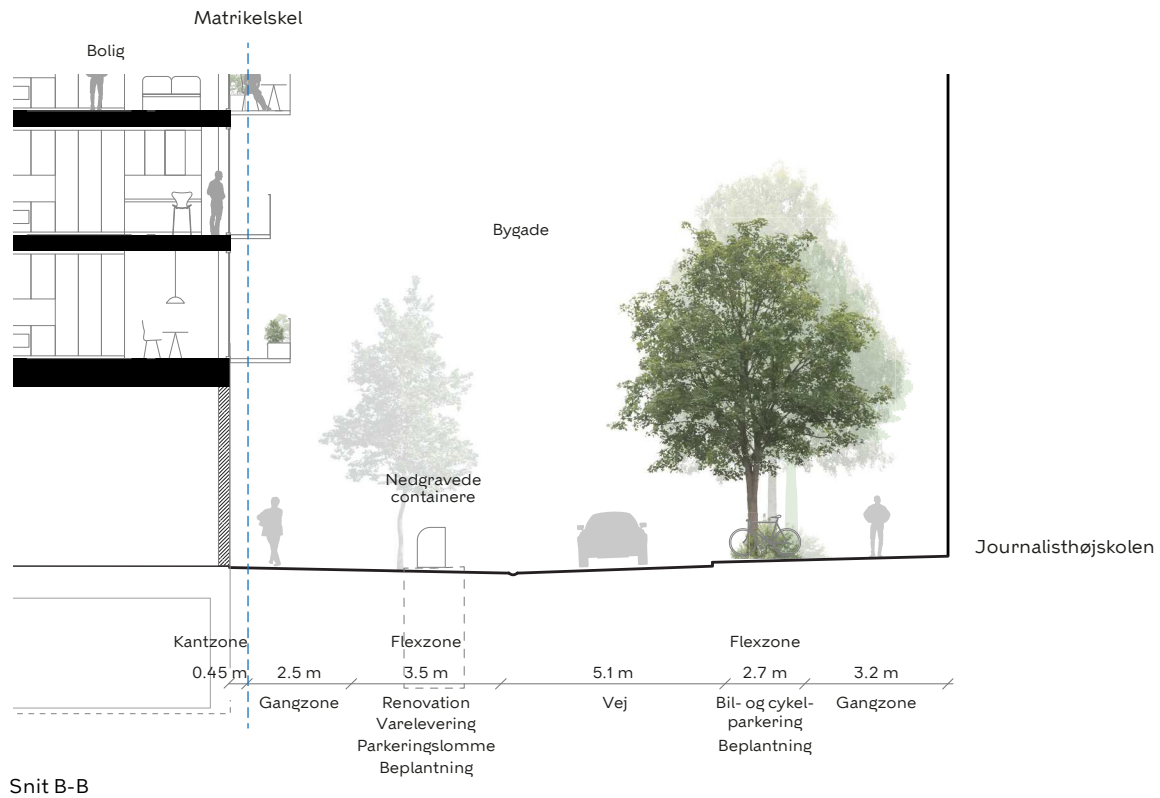 Matrikelskel
Bolig
Bygade
Nedgravede
containere
Journalisthøjskolen
Kantzone
Flexzone
Flexzone
0.45 m
2.5 m
3.5 m
5.1 m
2.7 m
3.2 m
Gangzone
Renovation
Varelevering
Parkeringslomme
Beplantning
Vej
Bil- og cykel-
parkering
Beplantning
Gangzone
Snit B-B